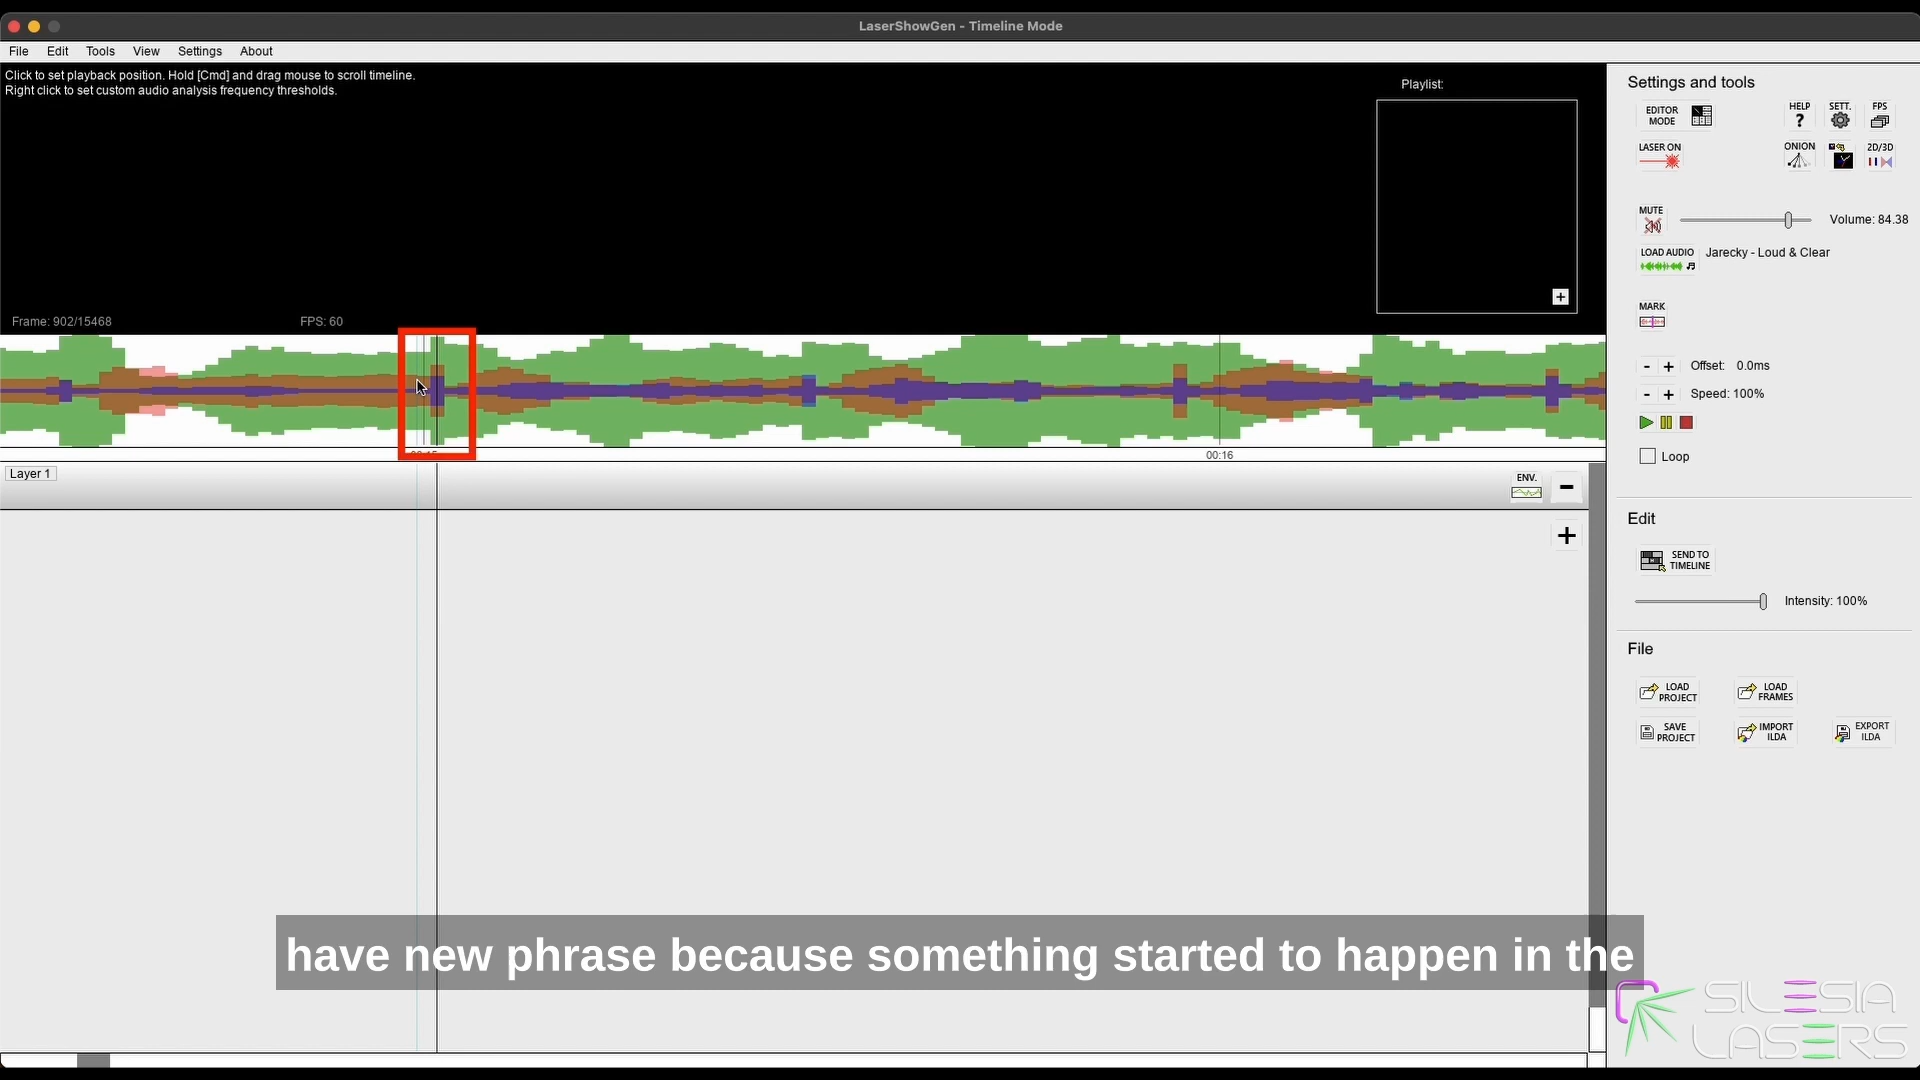 LaserShowGen - Timeline Mode
File Edit Tools View Settings About
Click to set playback position. Hold [Cmd] and drag mouse to scroll timeline.
Right click to set custom audio analysis frequency thresholds.
Playlist:
Settings and tools
EDITOR
MODE
HELP
?
SETT.
FPS
LASER ON
ONION
2D/3D
MUTE
Volume: 84.38
LOAD AUDIO
Jarecky - Loud & Clear
+
MARK
Frame: 902/15468
FPS: 60
- + Offset: 0.0ms
- + Speed: 100%
Loop
00:16
Layer 1
ENV.
-
+
Edit
SEND TO
TIMELINE
Intensity: 100%
File
LOAD
PROJECT
LOAD
FRAMES
SAVE
PROJECT
IMPORT
ILDA
EXPORT
ILDA
have new phrase because something started to happen in the
SILESIA
LASERS